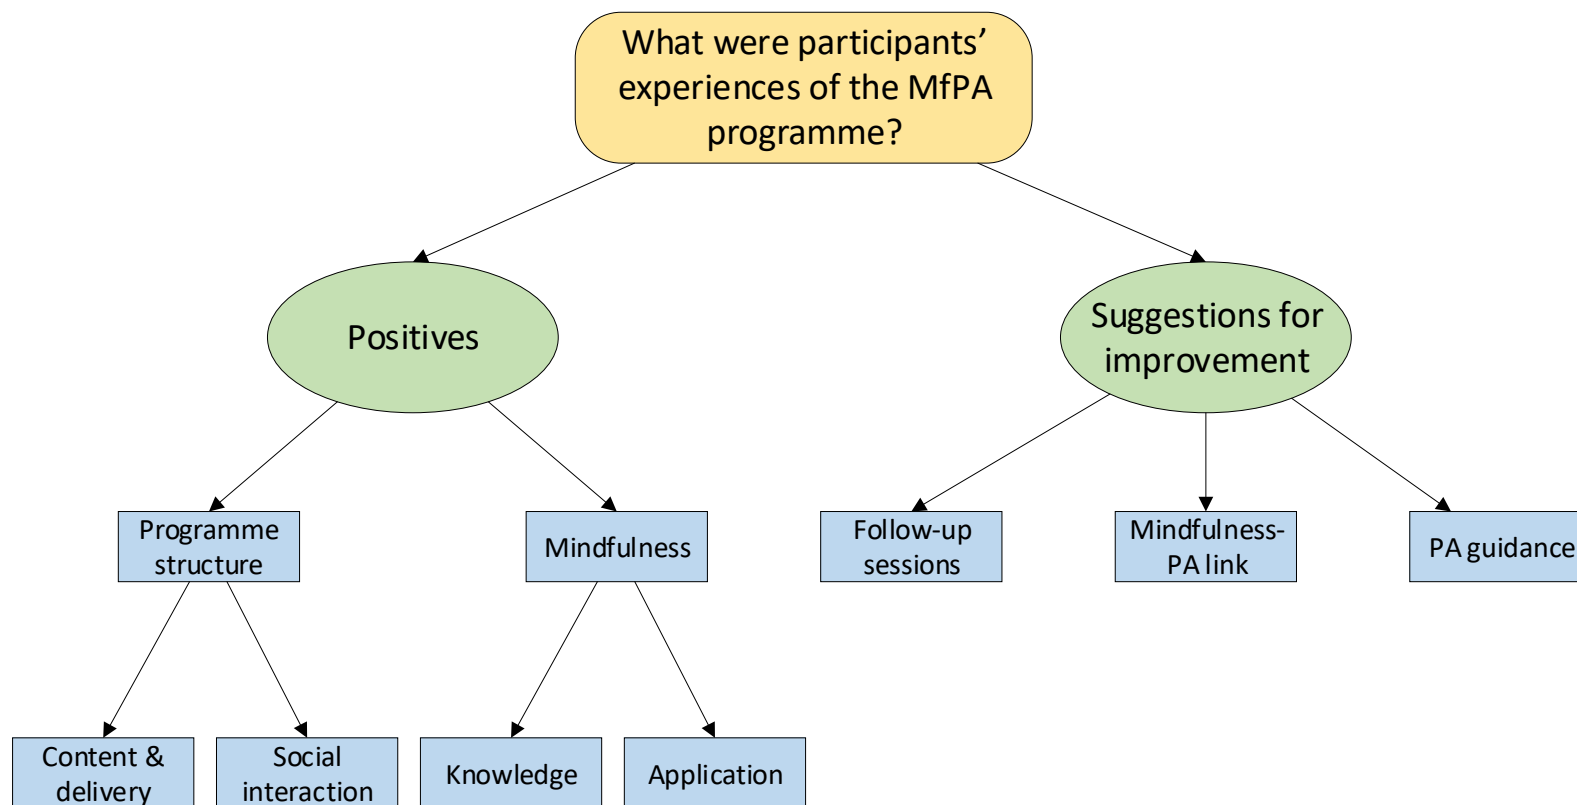 What were participants’
experiences of the MfPA
programme?
Positives
Suggestions for
improvement
Programme
structure
Mindfulness
Follow-up
sessions
Mindfulness-
PA link
PA guidance
Content &
delivery
Social
interaction
Knowledge
Application